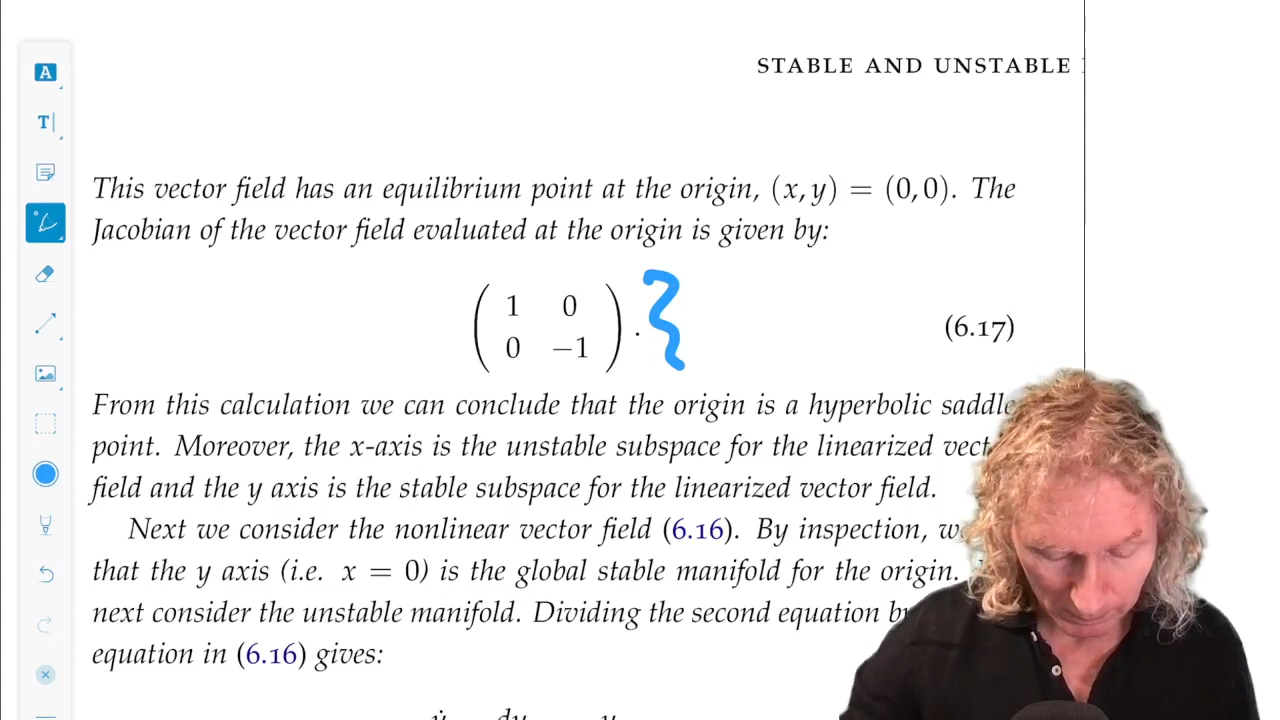 STABLE AND UNSTABLE
This vector field has an equilibrium point at the origin, (x, y) = (0, 0). The
Jacobian of the vector field evaluated at the origin is given by:
( 1 0
0 −1 ) . (6.17)
From this calculation we can conclude that the origin is a hyperbolic saddle
point. Moreover, the x-axis is the unstable subspace for the linearized
field and the y axis is the stable subspace for the linearized vector field.
Next we consider the nonlinear vector field (6.16). By inspection,
that the y axis (i.e. x = 0) is the global stable manifold for the origin.
next consider the unstable manifold. Dividing the second equation by
equation in (6.16) gives: